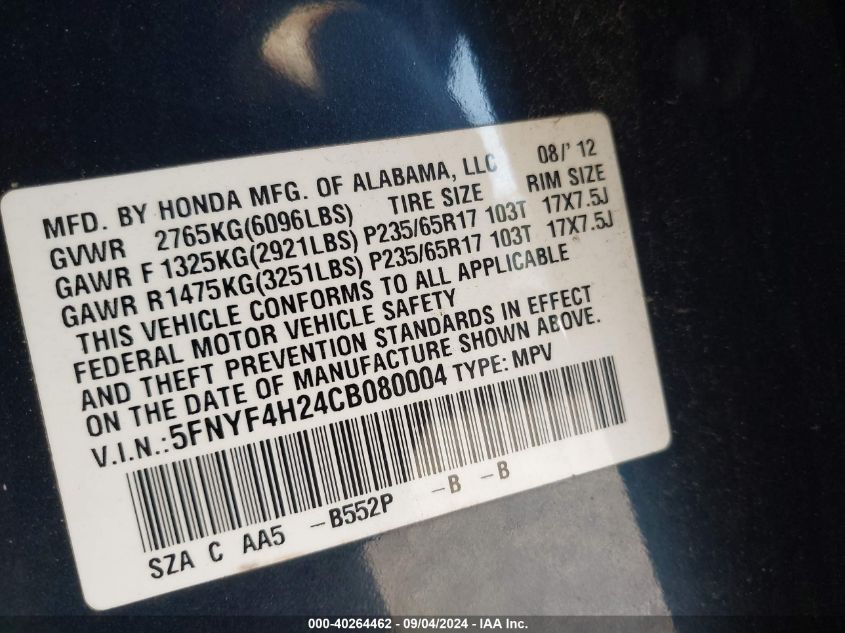 MFD. BY HONDA MFG. OF ALABAMA, LLC 08/' 12
GVWR 2765KG(6096LBS) TIRE SIZE RIM SIZE
GAWR F 1325KG(2921LBS) P235/65R17 103T 17X7.5J
GAWR R1475KG(3251LBS) P235/65R17 103T 17X7.5J
THIS VEHICLE CONFORMS TO ALL APPLICABLE
FEDERAL MOTOR VEHICLE SAFETY
AND THEFT PREVENTION STANDARDS IN EFFECT
ON THE DATE OF MANUFACTURE SHOWN ABOVE.
V.I.N.:5FNYF4H24CB080004 TYPE: MPV
SZA C AA5 -B552P -B -B
000-40264462 - 09/04/2024 - IAA Inc.